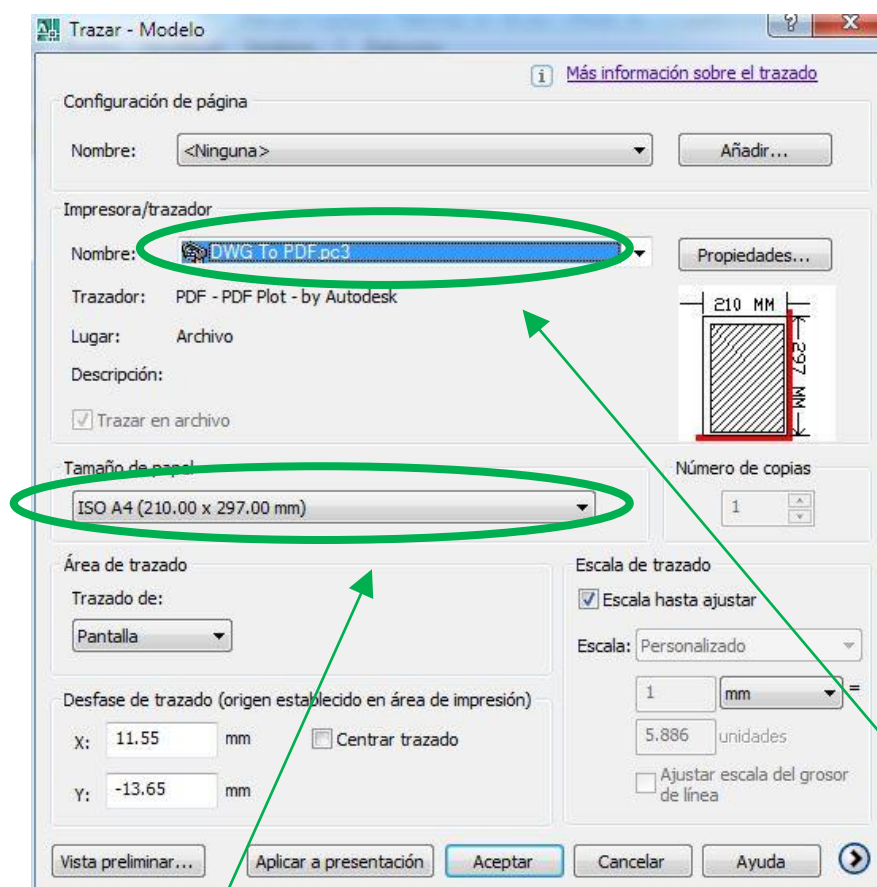 Trazar - Modelo
Más información sobre el trazado
Configuración de página
Nombre: <Ninguna> Añadir...
Impresora/trazador
Nombre: DWG To PDF.pc3 Propiedades...
Trazador: PDF - PDF Plot - by Autodesk
210 MM
Lugar: Archivo
297 MM
Descripción:
Trazar en archivo
Tamaño de papel Número de copias
ISO A4 (210.00 x 297.00 mm) 1
Área de trazado Escala de trazado
Trazado de: Escala hasta ajustar
Pantalla Escala: Personalizado
1 mm =
Desfase de trazado (origen establecido en área de impresión)
X: 11.55 mm Centrar trazado 5.886 unidades
Ajustar escala del grosor
de línea
Y: -13.65 mm
Vista preliminar... Aplicar a presentación Aceptar Cancelar Ayuda